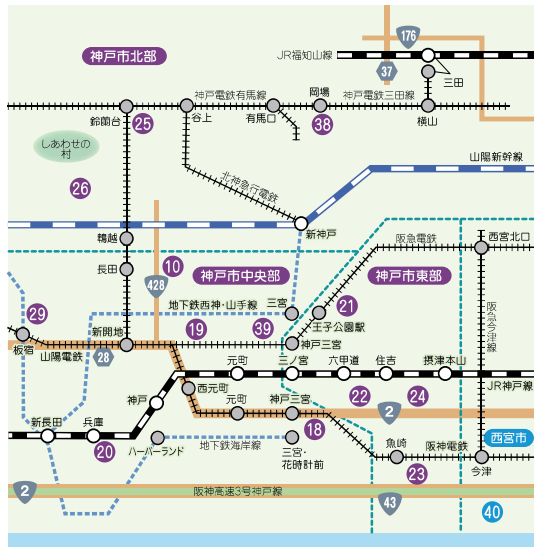 176
神戸市北部
JR福知山線
37
三田
神戸電鉄有馬線
岡場
神戸電鉄三田線
鈴蘭台
25
谷上
有馬口
38
横山
しあわせの
村
山陽新幹線
26
北神急行電鉄
新神戸
鵯越
阪急電鉄
西宮北口
長田
10
神戸市中央部
神戸市東部
428
地下鉄西神・山手線
三宮
21
29
新開地
19
39
王子公園駅
阪急今津線
板宿
山陽電鉄
28
神戸三宮
元町
三ノ宮
六甲道
住吉
摂津本山
JR神戸線
西元町
神戸
元町
神戸三宮
22
24
2
新長田
兵庫
18
西宮市
20
ハーバーランド
地下鉄海岸線
三宮・
花時計前
魚崎
阪神電鉄
今津
23
2
阪神高速3号神戸線
43
40